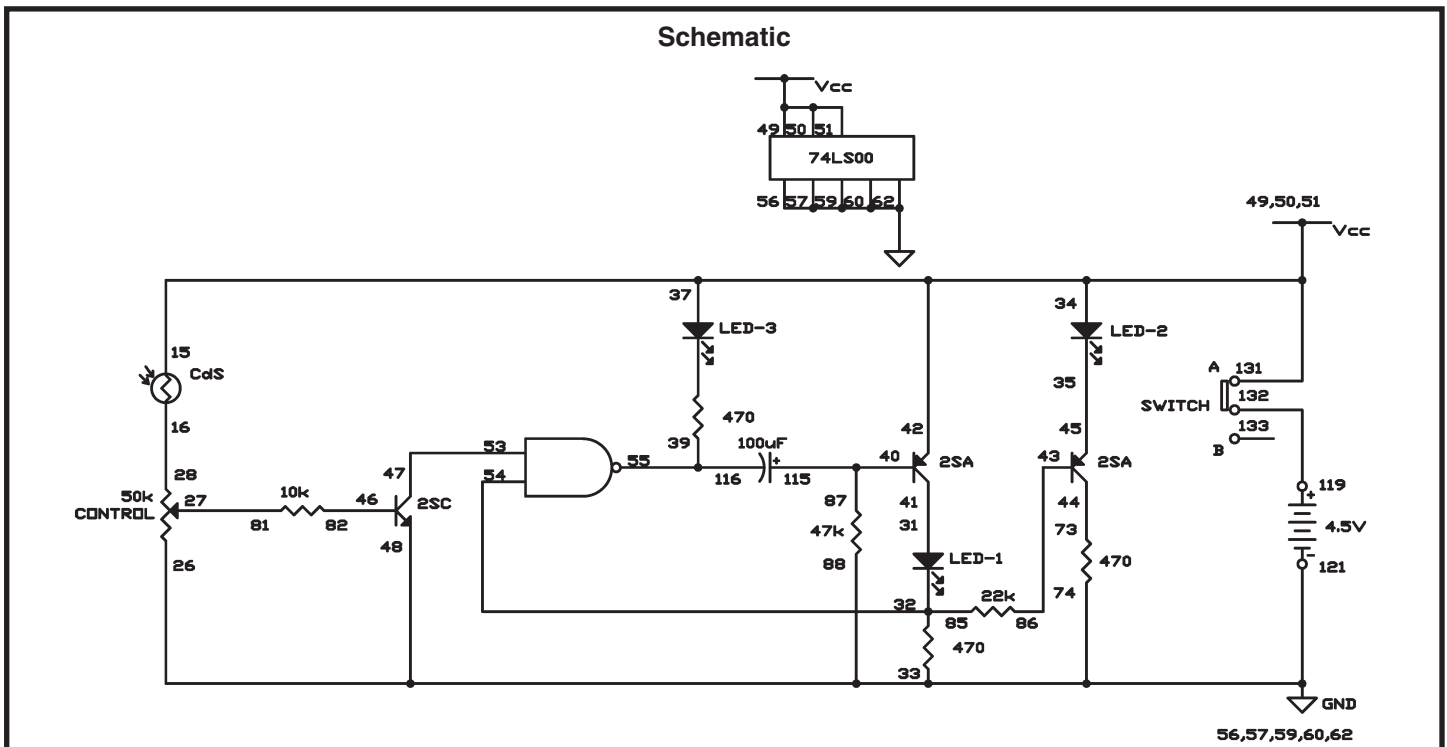 Schematic
Vcc
49 50 51
74LS00
56 57 59 60 62
49,50,51
Vcc
37
LED-3
34
LED-2
15
CdS
A 131
35
132
SWITCH
133
B
16
470
39
100uF
42
45
28
53
55
40
2SA
43
2SA
50k
27
CONTROL
10k
46
47
2SC
54
116
+
115
41
44
119
+
81
82
48
87
31
73
4.5V
47k
26
88
LED-1
470
-
121
32
22k
74
85
86
470
33
GND
56,57,59,60,62